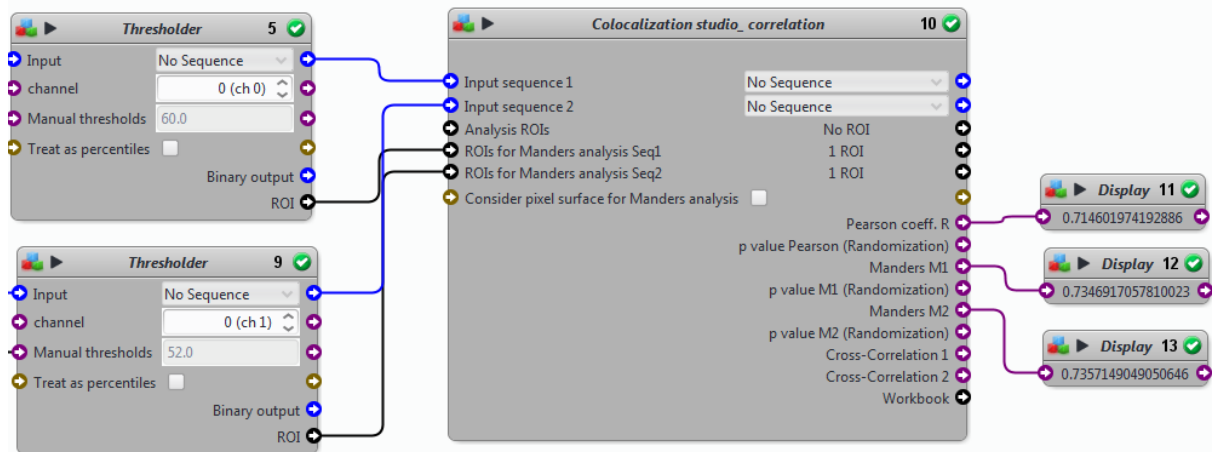 Thresholder 5
Input No Sequence
channel 0 (ch 0)
Manual thresholds 60.0
Treat as percentiles
Binary output
ROI
Thresholder 9
Input No Sequence
channel 0 (ch 1)
Manual thresholds 52.0
Treat as percentiles
Binary output
ROI
Colocalization studio_ correlation 10
Input sequence 1 No Sequence
Input sequence 2 No Sequence
Analysis ROIs No ROI
ROIs for Manders analysis Seq1 1 ROI
ROIs for Manders analysis Seq2 1 ROI
Consider pixel surface for Manders analysis
Pearson coeff. R
p value Pearson (Randomization)
Manders M1
p value M1 (Randomization)
Manders M2
p value M2 (Randomization)
Cross-Correlation 1
Cross-Correlation 2
Workbook
Display 11
0.714601974192886
Display 12
0.7346917057810023
Display 13
0.7357149049050646